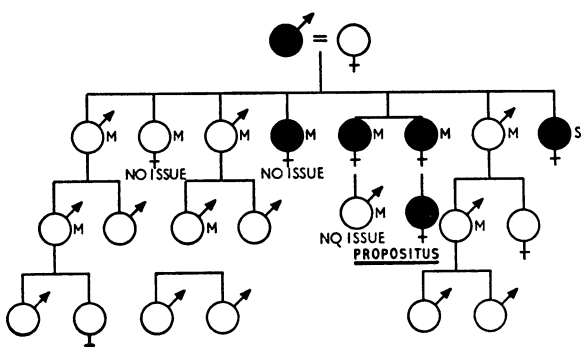 M M M M M M M S
NO ISSUE NO ISSUE
M M M M
NQ ISSUE
PROPOSITUS